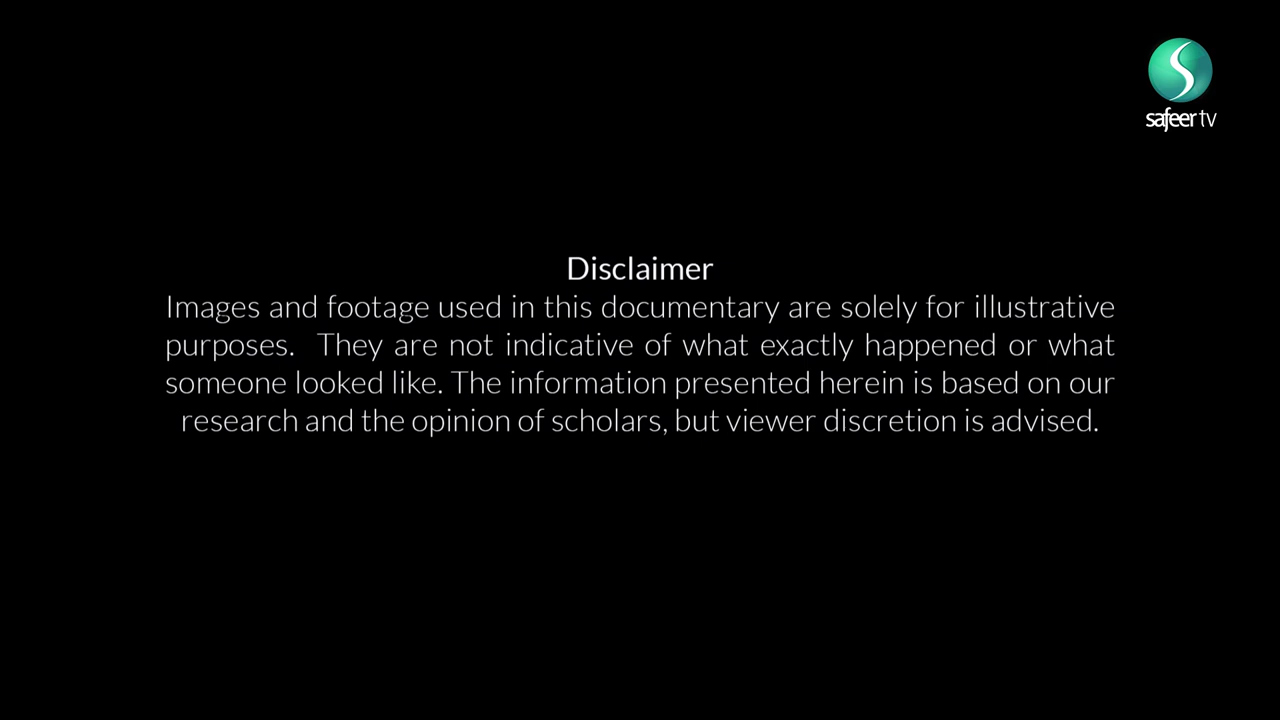 safeer tv
Disclaimer
Images and footage used in this documentary are solely for illustrative
purposes.  They are not indicative of what exactly happened or what
someone looked like. The information presented herein is based on our
research and the opinion of scholars, but viewer discretion is advised.